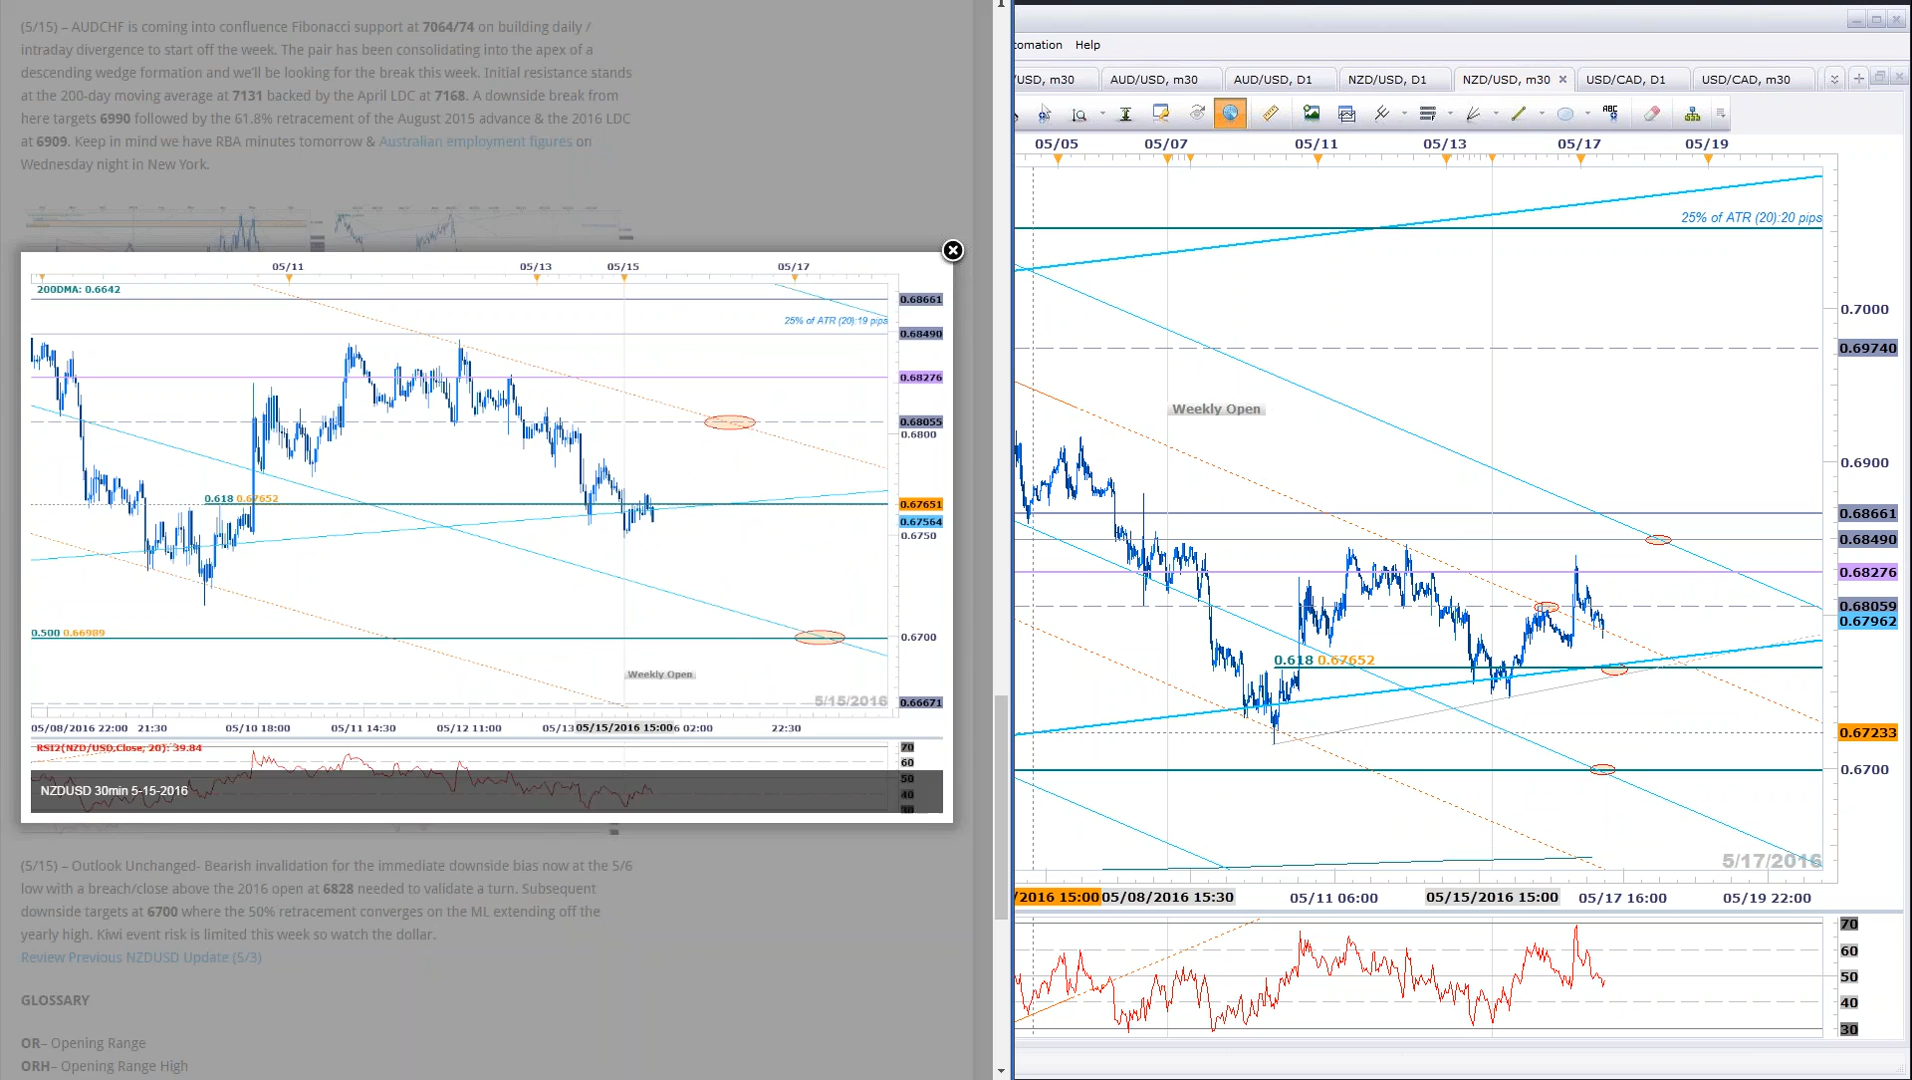 (5/15) – AUDCHF is coming into confluence Fibonacci support at 7064/74 on building daily /
intraday divergence to start off the week. The pair has been consolidating into the apex of a
descending wedge formation and we'll be looking for the break this week. Initial resistance stands
at the 200-day moving average at 7131 backed by the April LDC at 7168. A downside break from
here targets 6990 followed by the 61.8% retracement of the August 2015 advance & the 2016 LDC
at 6909. Keep in mind we have RBA minutes tomorrow & Australian employment figures on
Wednesday night in New York.
05/11 05/13 05/15 05/17
200DMA: 0.6642
0.68661
25% of ATR (20):19 pips
0.68490
0.68276
0.68055
0.6800
0.618 0.67652
0.67651
0.67564
0.6750
0.500 0.66989
0.6700
Weekly Open
5/15/2016
0.66671
05/08/2016 22:00 21:30 05/10 18:00 05/11 14:30 05/12 11:00 05/13 05/15/2016 15:00 6 02:00 22:30
RSI2(NZD/USD,Close, 20): 39.84
70
60
50
40
30
NZDUSD 30min 5-15-2016
(5/15) – Outlook Unchanged- Bearish invalidation for the immediate downside bias now at the 5/6
low with a breach/close above the 2016 open at 6828 needed to validate a turn. Subsequent
downside targets at 6700 where the 50% retracement converges on the ML extending off the
yearly high. Kiwi event risk is limited this week so watch the dollar.
Review Previous NZDUSD Update (5/3)
GLOSSARY
OR– Opening Range
ORH– Opening Range High
omation Help
/USD, m30 AUD/USD, m30 AUD/USD, D1 NZD/USD, D1 NZD/USD, m30 USD/CAD, D1 USD/CAD, m30
ABC
05/05 05/07 05/11 05/13 05/17 05/19
25% of ATR (20):20 pips
0.7000
0.69740
Weekly Open
0.6900
0.68661
0.68490
0.68276
0.68059
0.67962
0.618 0.67652
0.67233
0.6700
5/17/2016
/2016 15:00 05/08/2016 15:30 05/11 06:00 05/15/2016 15:00 05/17 16:00 05/19 22:00
70
60
50
40
30